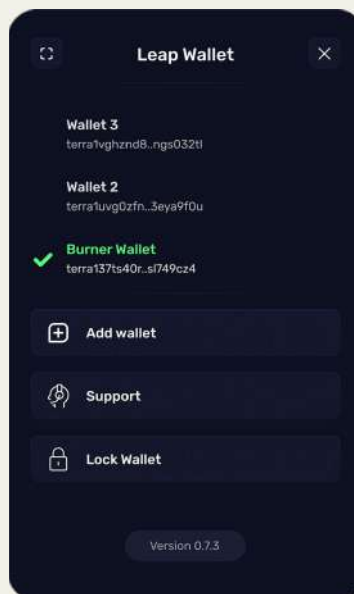 Leap Wallet
Wallet 3
terra1vghznd8..ngs032tl
Wallet 2
terra1uvg0zfn..3eya9f0u
Burner Wallet
terra137ts40r..sl749cz4
Add wallet
Support
Lock Wallet
Version 0.7.3